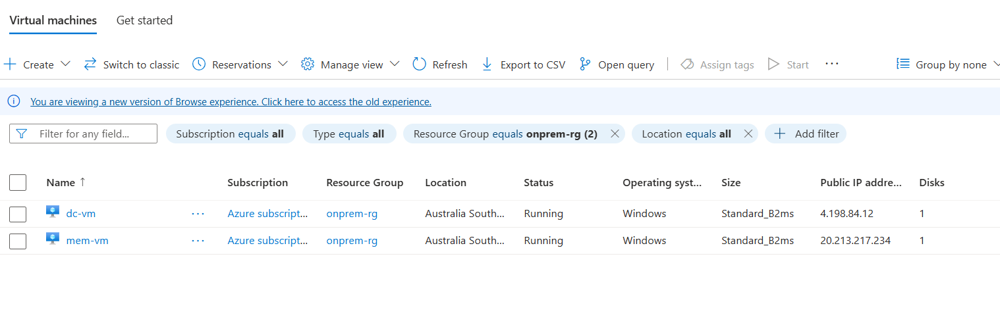 Virtual machines Get started
Create Switch to classic Reservations Manage view Refresh Export to CSV Open query Assign tags Start ... Group by none
You are viewing a new version of Browse experience. Click here to access the old experience.
Filter for any field... Subscription equals all Type equals all Resource Group equals onprem-rg (2) Location equals all Add filter
Name ↑ Subscription Resource Group Location Status Operating syst... Size Public IP addre... Disks
dc-vm ... Azure subscript... onprem-rg Australia South... Running Windows Standard_B2ms 4.198.84.12 1
mem-vm ... Azure subscript... onprem-rg Australia South... Running Windows Standard_B2ms 20.213.217.234 1